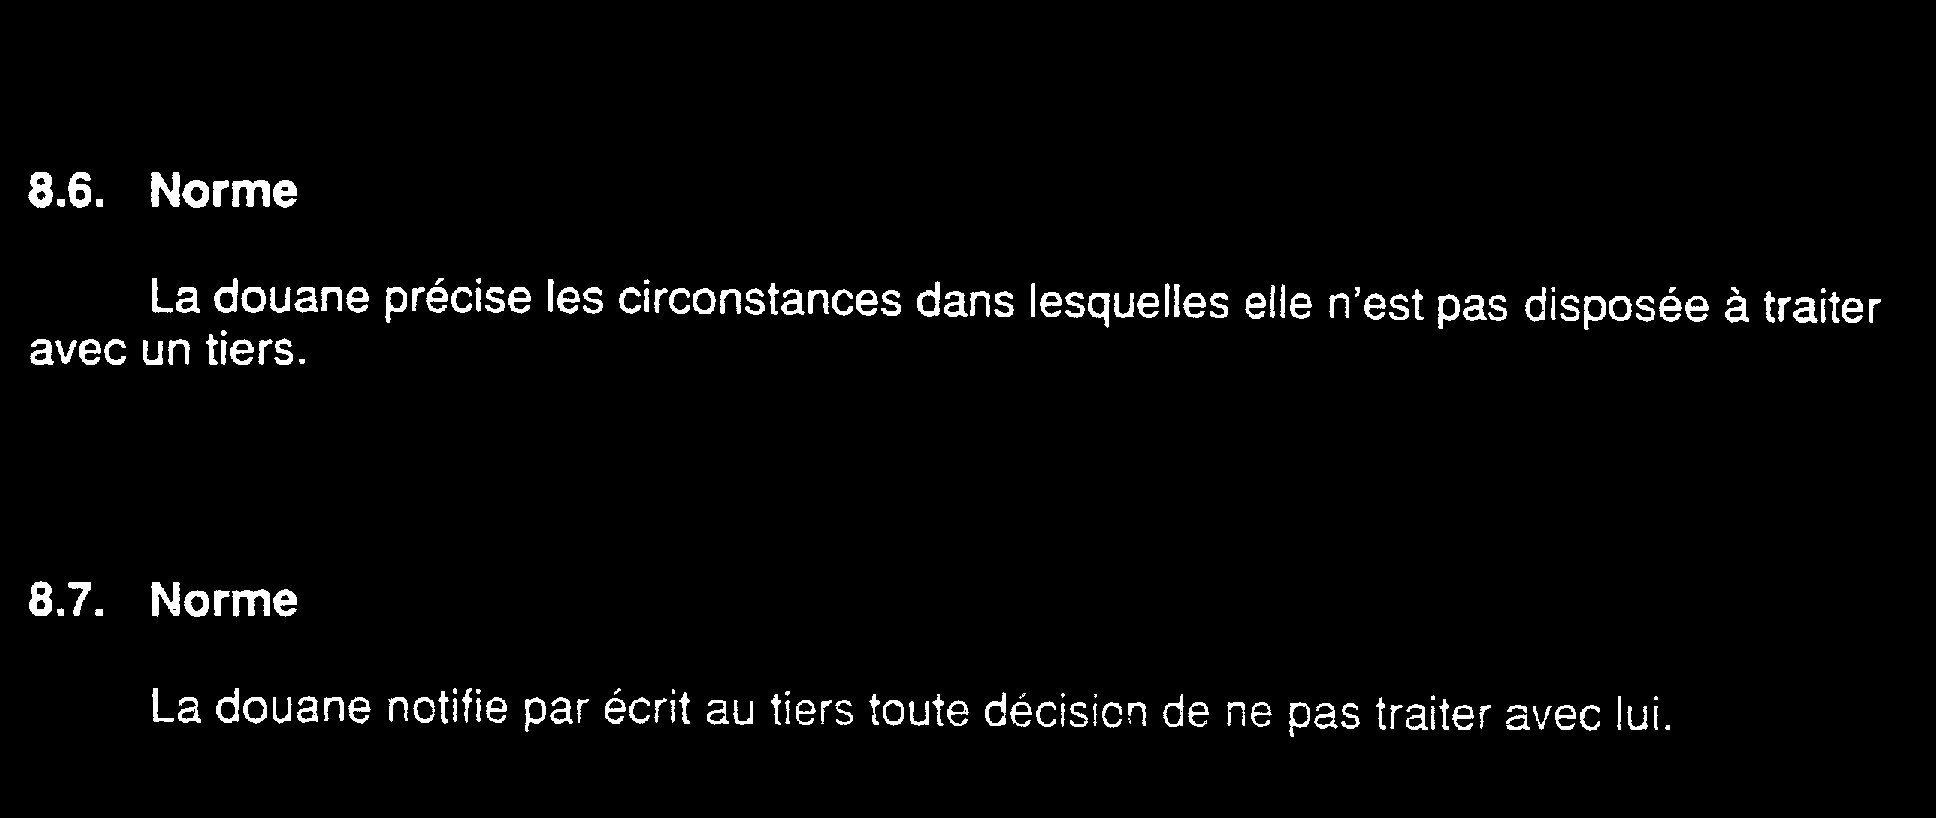 8.6. Norme
La douane précise les circonstances dans lesquelles elle n'est pas disposée à traiter
avec un tiers.
8.7. Norme
La douane notifie par écrit au tiers toute décision de ne pas traiter avec lui.